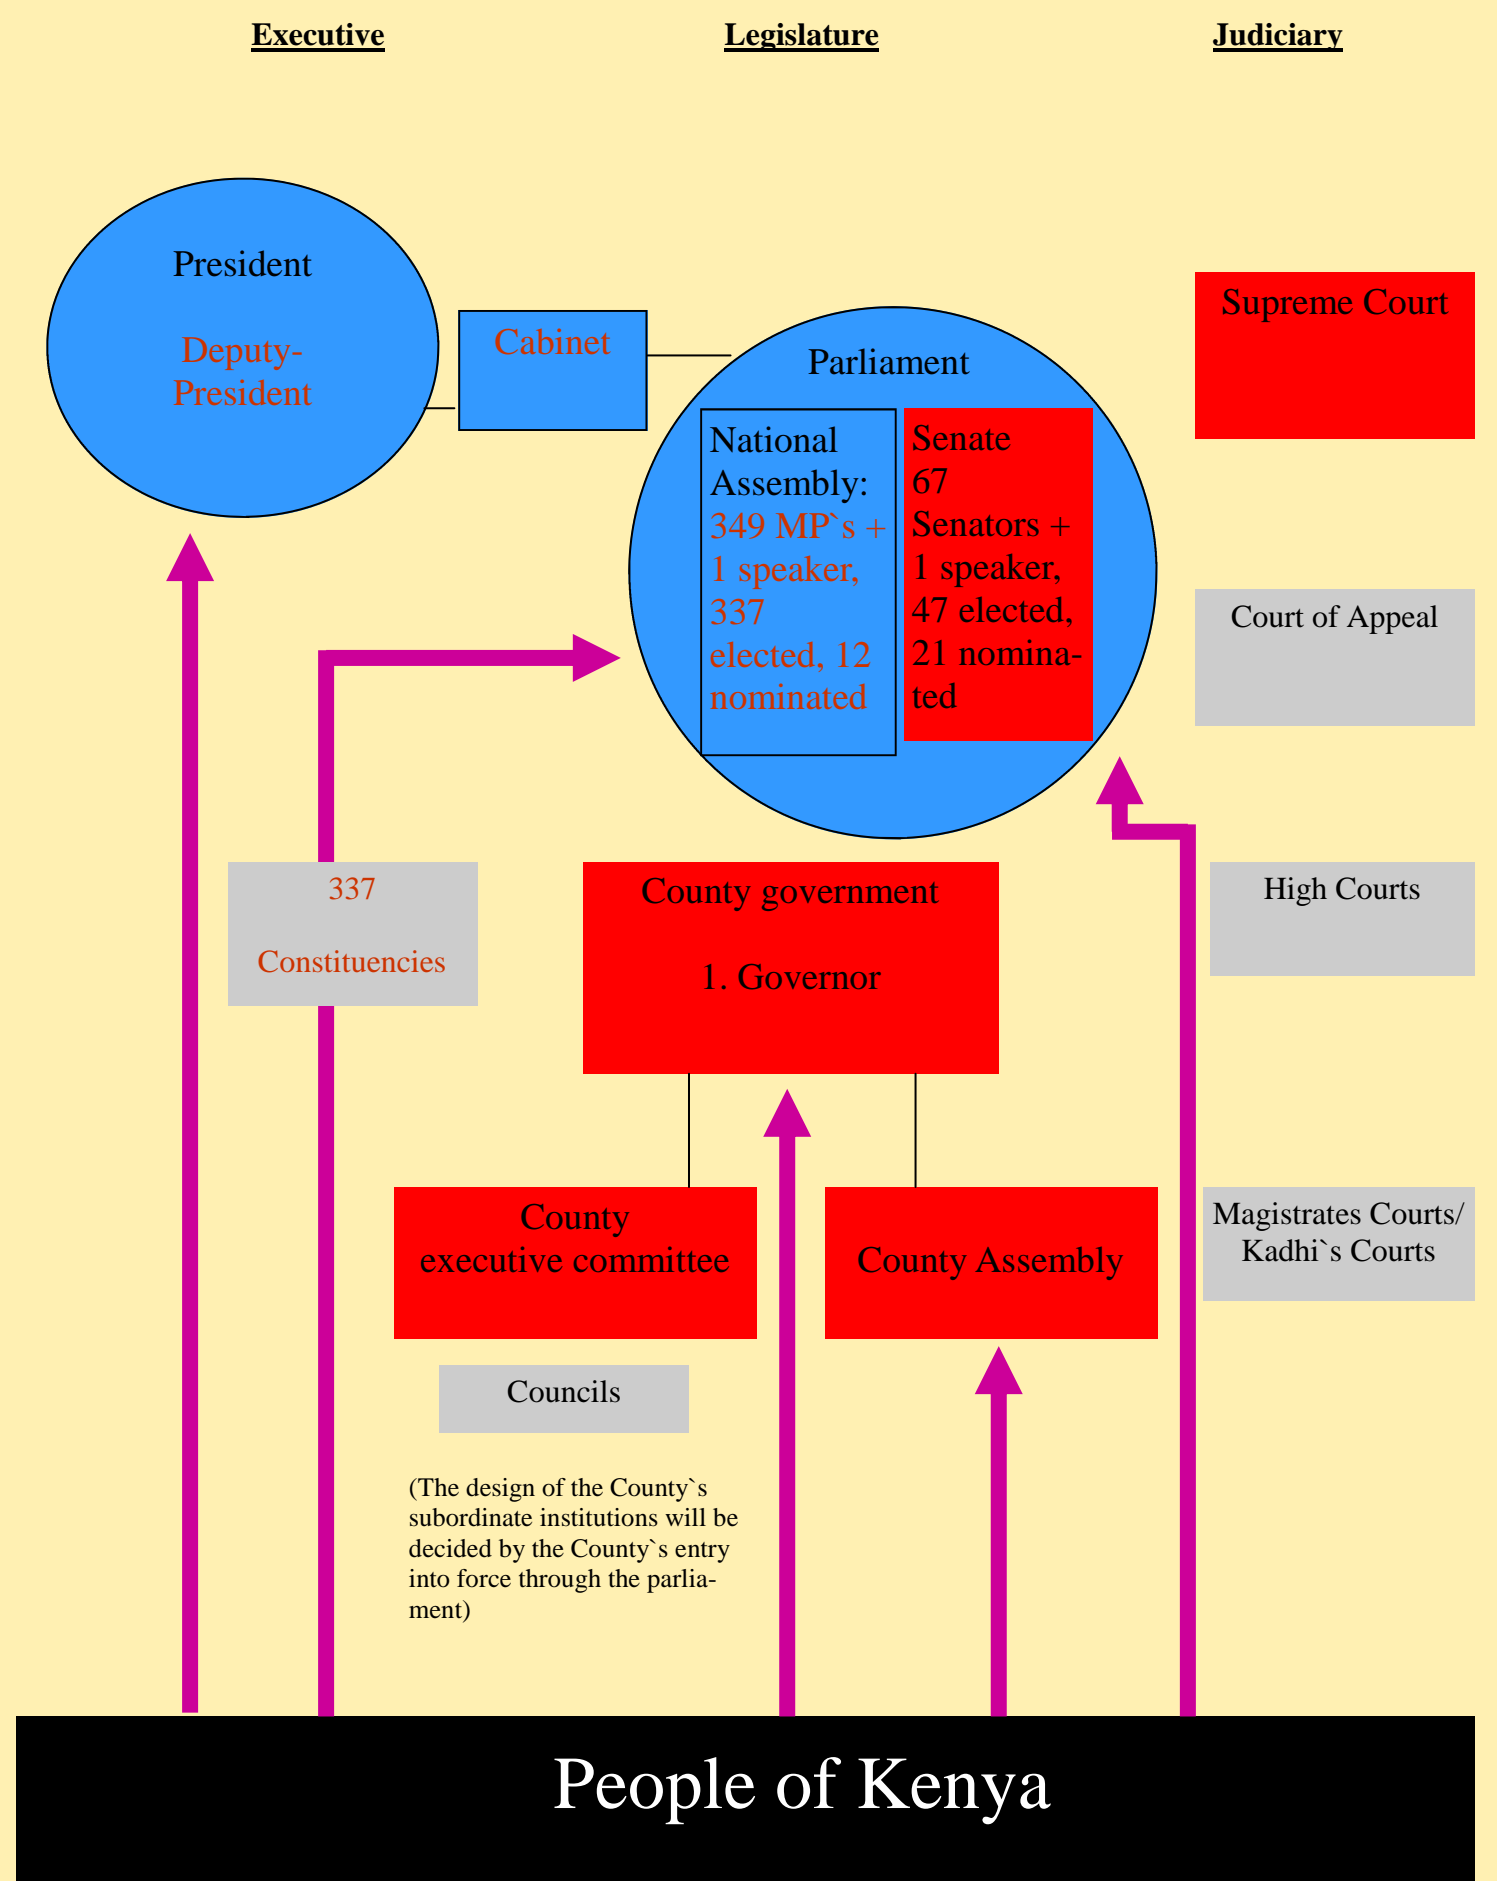 Executive
Legislature
Judiciary
President
Deputy-
President
Cabinet
Parliament
National
Assembly:
349 MP`s +
1 speaker,
337
elected, 12
nominated
Senate
67
Senators +
1 speaker,
47 elected,
21 nomina-
ted
Supreme Court
Court of Appeal
337
Constituencies
County government
1. Governor
High Courts
County
executive committee
County Assembly
Magistrates Courts/
Kadhi`s Courts
Councils
(The design of the County`s
subordinate institutions will be
decided by the County`s entry
into force through the parlia-
ment)
People of Kenya